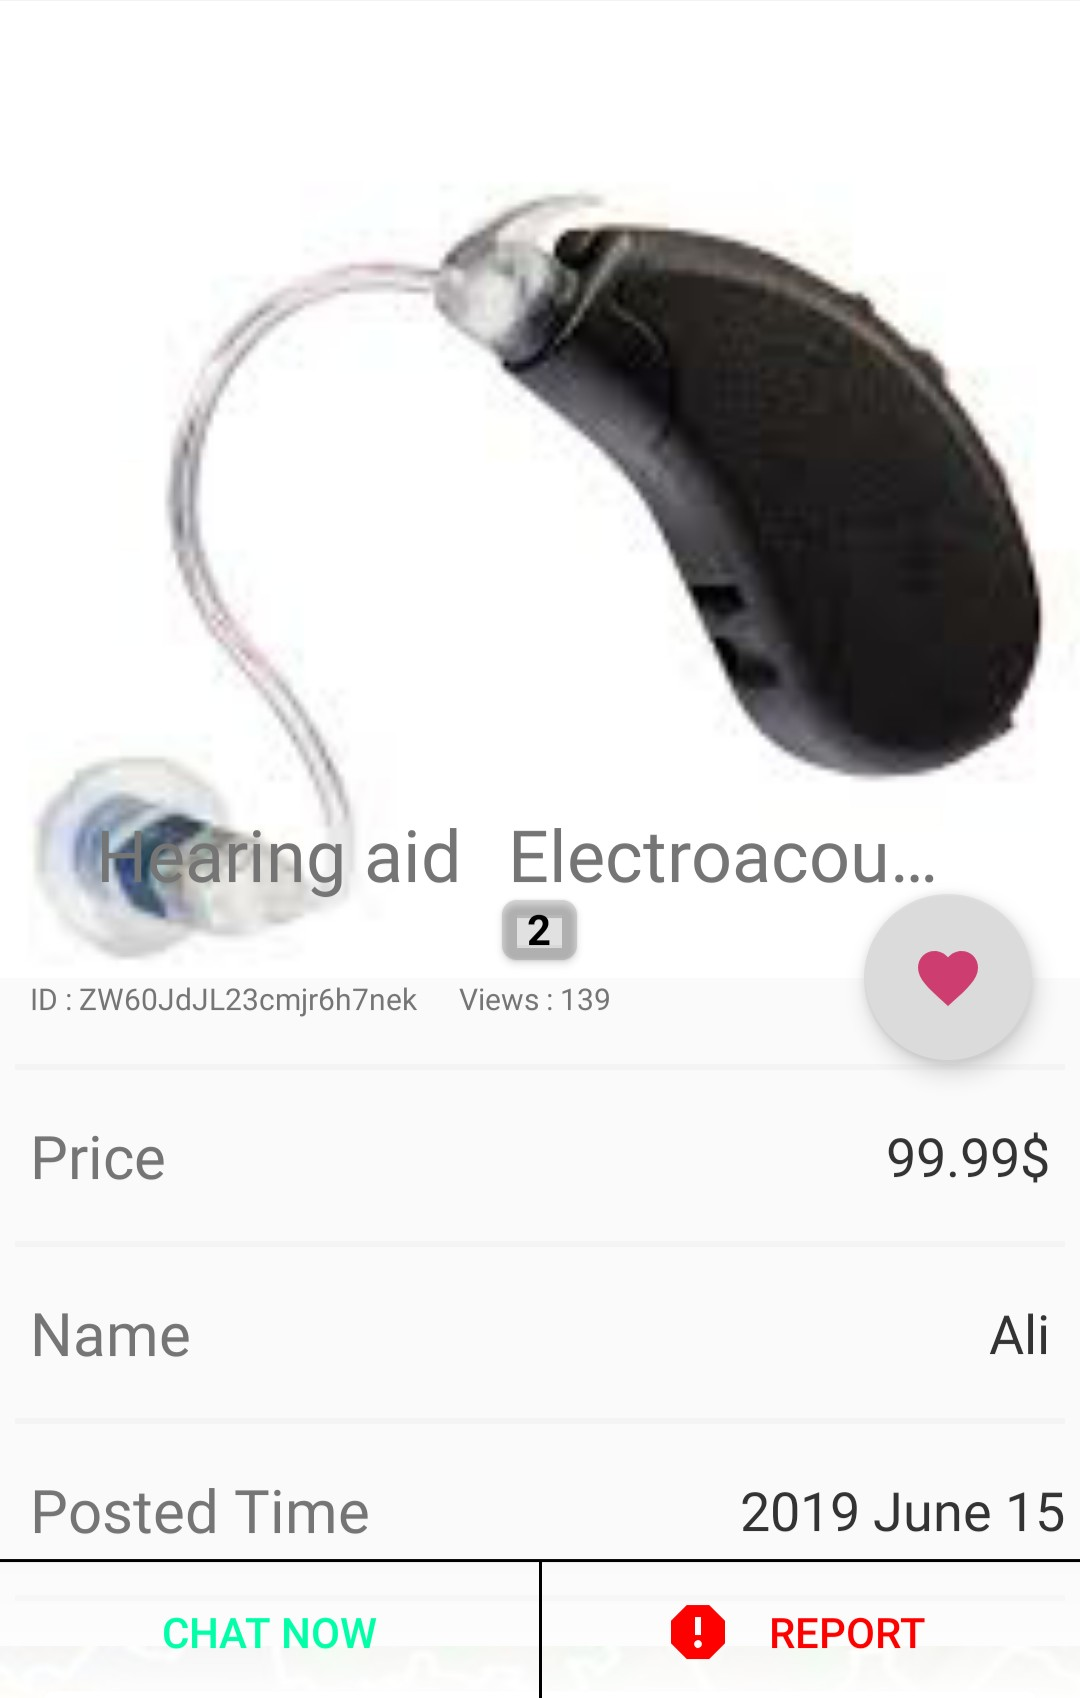 Hearing aid Electroacou...
2
ID : ZW60JdJL23cmjr6h7nek Views : 139
Price 99.99$
Name Ali
Posted Time 2019 June 15
CHAT NOW REPORT